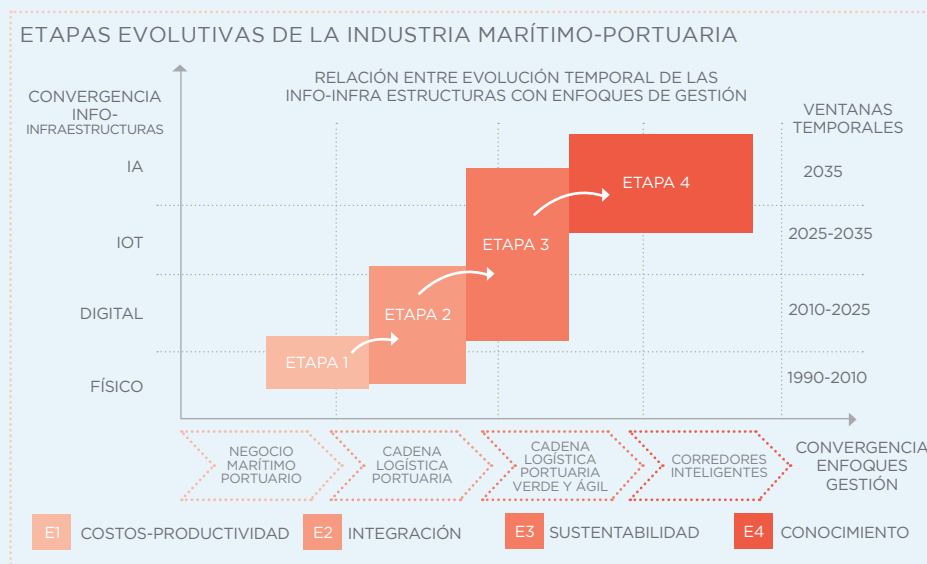 ETAPAS EVOLUTIVAS DE LA INDUSTRIA MARÍTIMO-PORTUARIA
RELACIÓN ENTRE EVOLUCIÓN TEMPORAL DE LAS
INFO-INFRA ESTRUCTURAS CON ENFOQUES DE GESTIÓN
CONVERGENCIA
INFO-
INFRAESTRUCTURAS
VENTANAS
TEMPORALES
IA
ETAPA 4
2035
IOT
ETAPA 3
2025-2035
DIGITAL
ETAPA 2
2010-2025
ETAPA 1
FÍSICO
1990-2010
NEGOCIO
MARÍTIMO
PORTUARIO
CADENA
LOGÍSTICA
PORTUARIA
CADENA
LOGÍSTICA
PORTUARIA
VERDE Y ÁGIL
CORREDORES
INTELIGENTES
CONVERGENCIA
ENFOQUES
GESTIÓN
E1 COSTOS-PRODUCTIVIDAD E2 INTEGRACIÓN E3 SUSTENTABILIDAD E4 CONOCIMIENTO